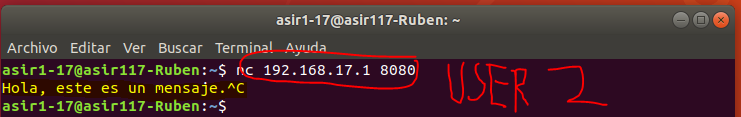 asir1-17@asir117-Ruben: ~
Archivo Editar Ver Buscar Terminal Ayuda
asir1-17@asir117-Ruben:~$ nc 192.168.17.1 8080
USER 2
Hola, este es un mensaje.^C
asir1-17@asir117-Ruben:~$